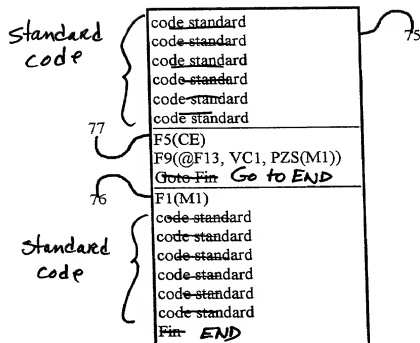 Standard code
75
code standard
code standard
code standard
code standard
code standard
code standard
77
F5(CE)
F9(@F13, VC1, PZS(M1))
Goto Fin Go to END
76
F1(M1)
Standard code
code standard
code standard
code standard
code standard
code standard
code standard
Fin END